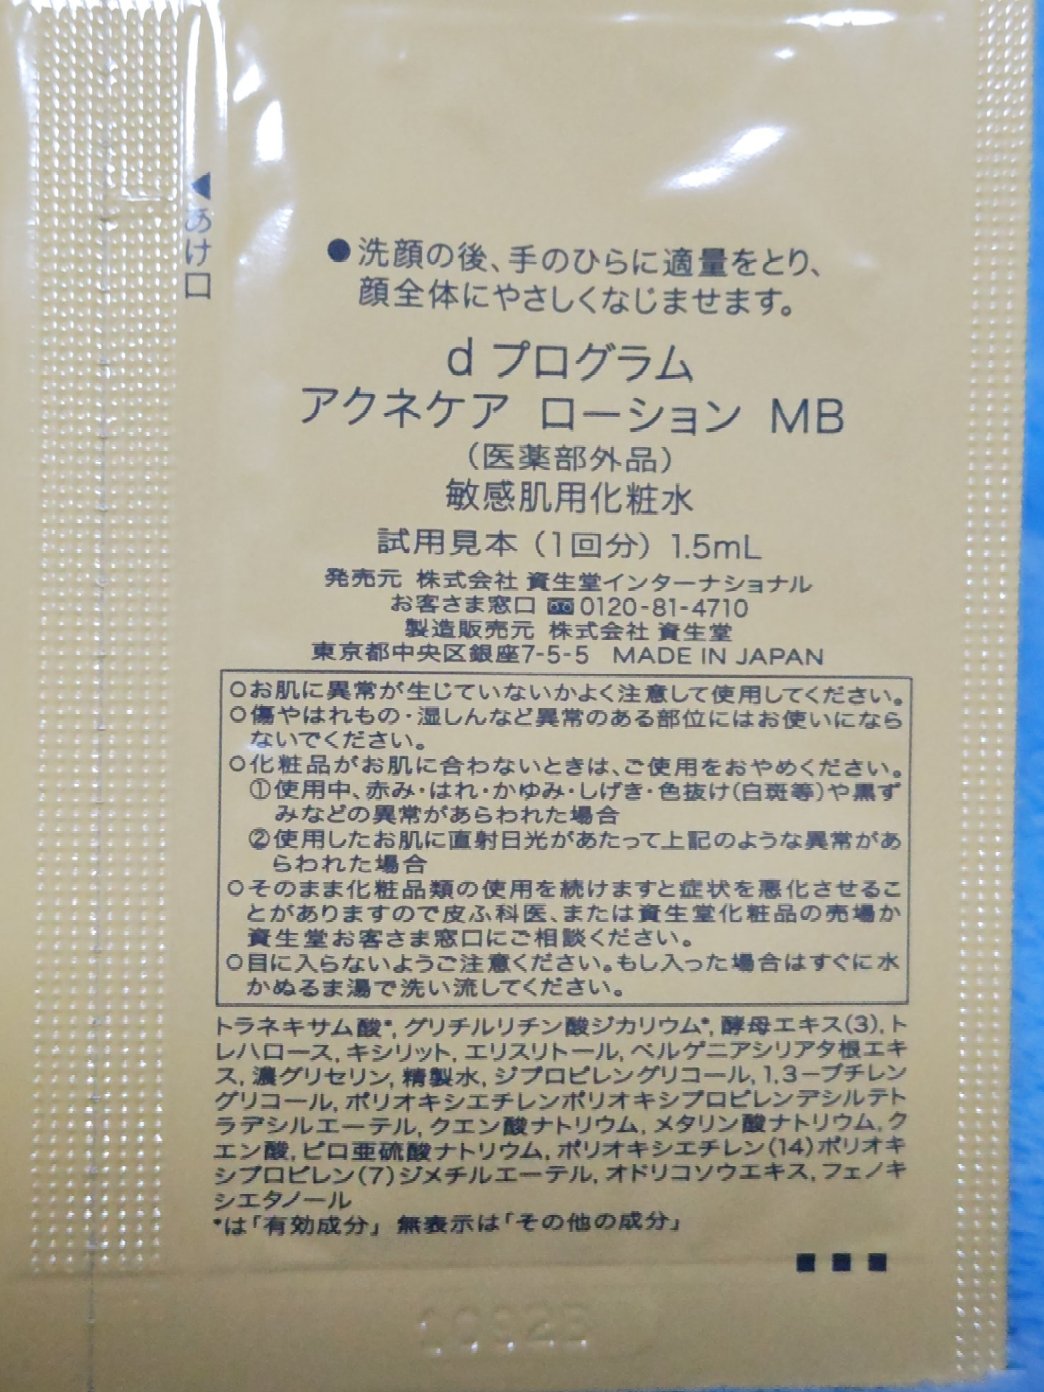 あけ口
●洗顔の後、手のひらに適量をとり、
顔全体にやさしくなじませます。
d プログラム
アクネケア ローション MB
(医薬部外品)
敏感肌用化粧水
試用見本(1回分) 1.5mL
発売元 株式会社 資生堂インターナショナル
お客さま窓口 0120-81-4710
製造販売元 株式会社 資生堂
東京都中央区銀座7-5-5 MADE IN JAPAN
○お肌に異常が生じていないかよく注意して使用してください。
○傷やはれもの・湿しんなど異常のある部位にはお使いになら
ないでください。
○化粧品がお肌に合わないときは、ご使用をおやめください。
①使用中、赤み・はれ・かゆみ・しげき・色抜け(白斑等)や黒ず
みなどの異常があらわれた場合
②使用したお肌に直射日光があたって上記のような異常があ
らわれた場合
○そのまま化粧品類の使用を続けますと症状を悪化させるこ
とがありますので皮ふ科医、または資生堂化粧品の売場か
資生堂お客さま窓口にご相談ください。
○目に入らないようご注意ください。もし入った場合はすぐに水
かぬるま湯で洗い流してください。
トラネキサム酸*, グリチルリチン酸ジカリウム*, 酵母エキス(3), ト
レハロース, キシリット, エリスリトール, ベルゲニアシリアタ根エキ
ス, 濃グリセリン, 精製水, ジプロピレングリコール, 1,3-ブチレン
グリコール, ポリオキシエチレンポリオキシプロピレンデシルテト
ラデシルエーテル, クエン酸ナトリウム, メタリン酸ナトリウム, ク
エン酸, ピロ亜硫酸ナトリウム, ポリオキシエチレン(14)ポリオキ
シプロピレン(7)ジメチルエーテル, オドリコソウエキス, フェノキ
シエタノール
*は「有効成分」 無表示は「その他の成分」